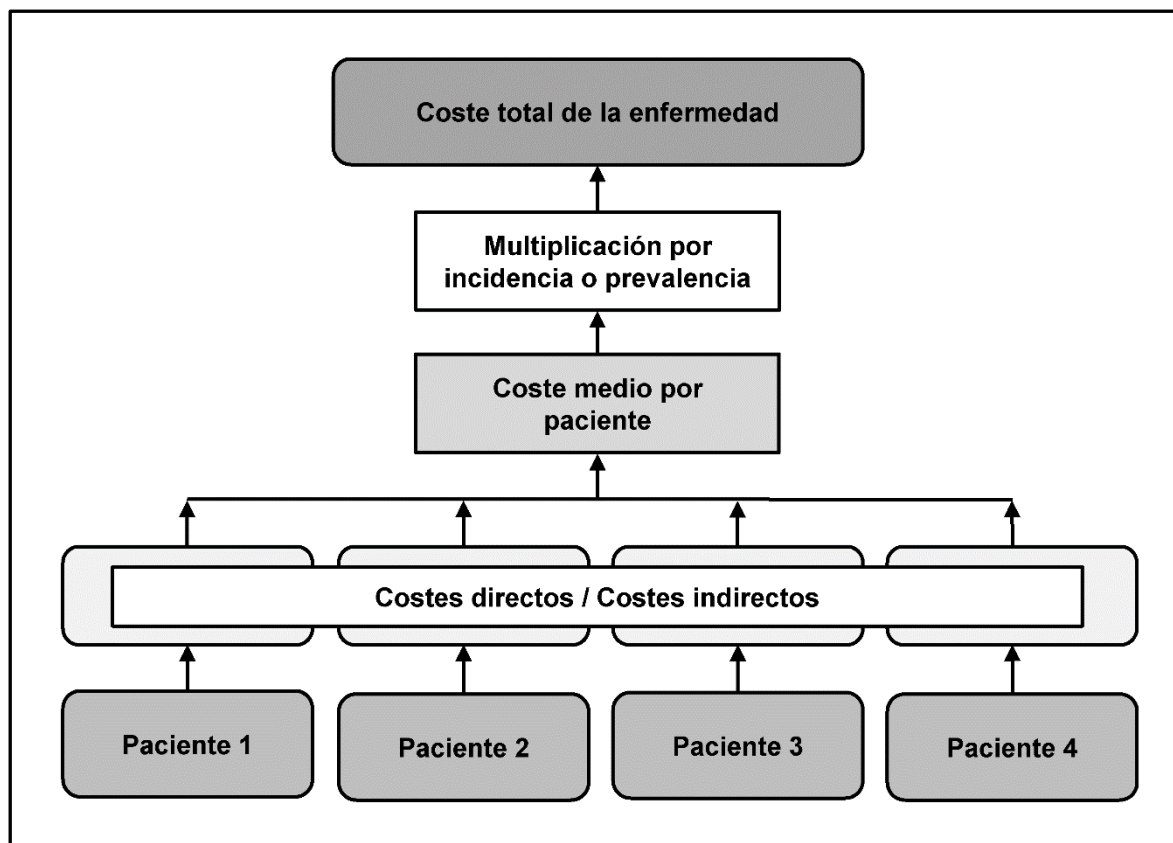 Coste total de la enfermedad
Multiplicación por
incidencia o prevalencia
Coste medio por
paciente
Costes directos / Costes indirectos
Paciente 1
Paciente 2
Paciente 3
Paciente 4